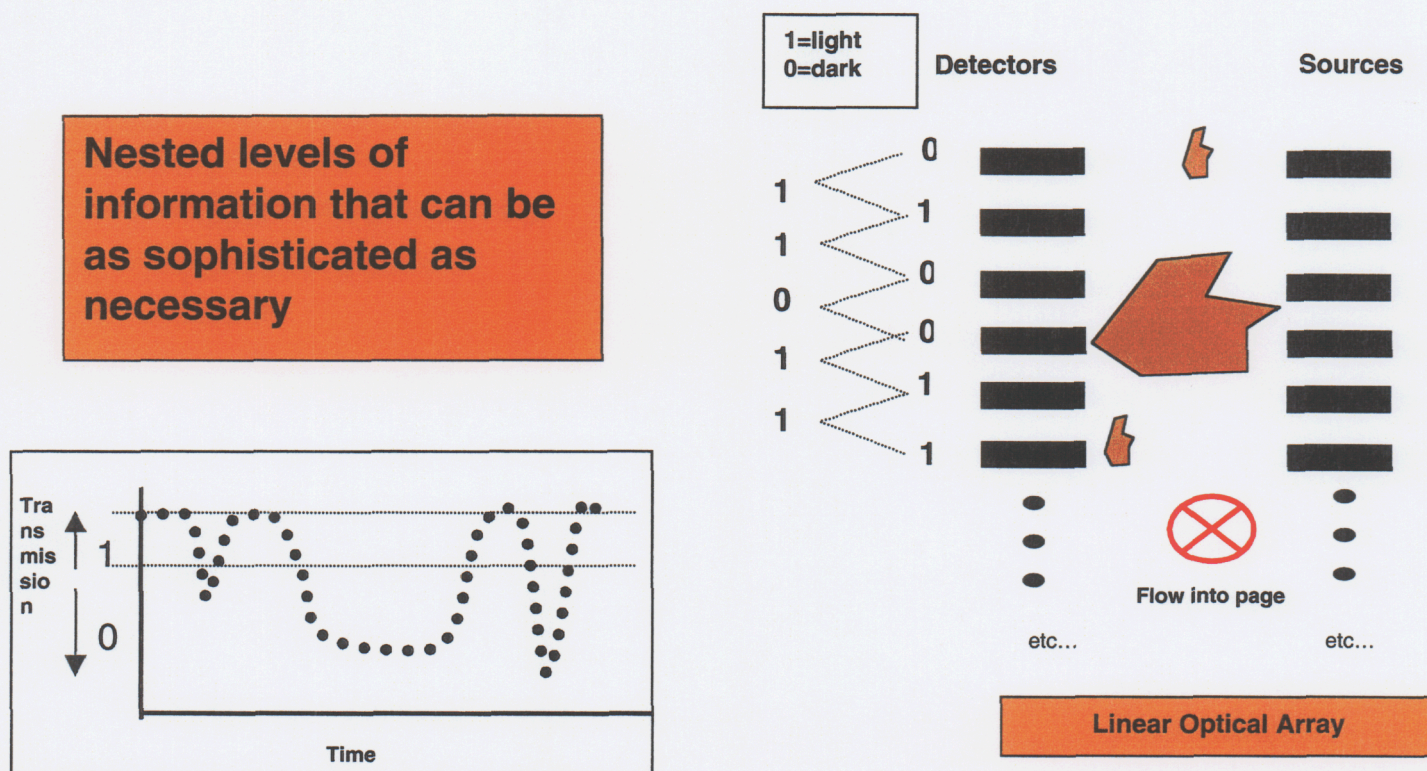 Nested levels of
information that can be
as sophisticated as
necessary
Tra
ns
mis
sio
n
1
0
Time
1=light
0=dark
Detectors
Sources
0
1
1
1
0
0
0
1
1
1
1
Flow into page
etc...
etc...
Linear Optical Array